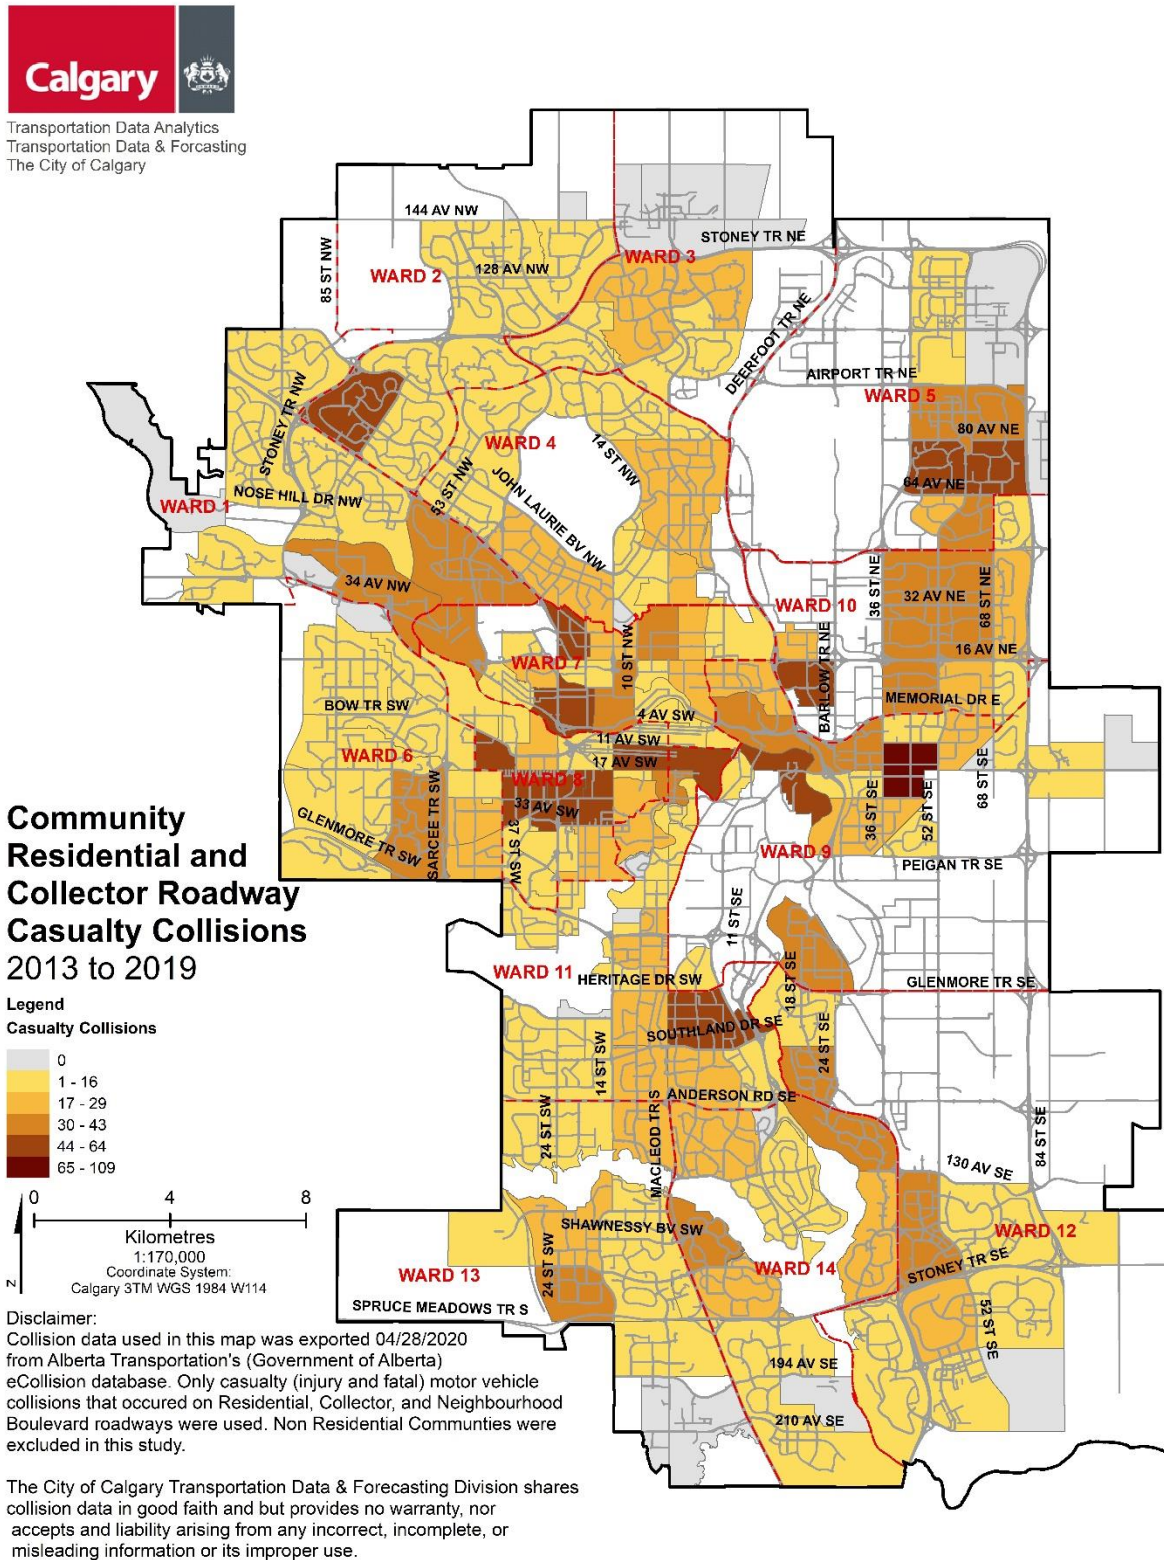 Calgary
Transportation Data Analytics
Transportation Data & Forcasting
The City of Calgary
144 AV NW
STONEY TR NE
WARD 3
85 ST NW
WARD 2
128 AV NW
DEERFOOT TR NE
AIRPORT TR NE
WARD 5
STONEY TR NW
80 AV NE
WARD 4
14 ST NW
53 ST NW
JOHN LAURIE BV NW
64 AV NE
NOSE HILL DR NW
WARD 1
34 AV NW
36 ST NE
32 AV NE
68 ST NE
WARD 10
BARLOW TR NE
16 AV NE
WARD 7
10 ST NW
MEMORIAL DR E
BOW TR SW
4 AV SW
11 AV SW
WARD 6
17 AV SW
WARD 8
33 AV SW
68 ST SE
SARCEE TR SW
GLENMORE TR SW
37 ST SW
36 ST SE
52 ST SE
WARD 9
PEIGAN TR SE
Community
Residential and
Collector Roadway
Casualty Collisions
2013 to 2019
11 ST SE
WARD 11
HERITAGE DR SW
18 ST SE
GLENMORE TR SE
Legend
Casualty Collisions
0
1 - 16
17 - 29
30 - 43
44 - 64
65 - 109
SOUTHLAND DR SE
14 ST SW
24 ST SE
ANDERSON RD SE
24 ST SW
MACLEOD TR S
84 ST SE
130 AV SE
0 4 8
Kilometres
1:170,000
Coordinate System:
Calgary 3TM WGS 1984 W114
N
SHAWNESSY BV SW
WARD 12
24 ST SW
WARD 13
WARD 14
STONEY TR SE
SPRUCE MEADOWS TR S
52 ST SE
194 AV SE
210 AV SE
Disclaimer:
Collision data used in this map was exported 04/28/2020
from Alberta Transportation's (Government of Alberta)
eCollision database. Only casualty (injury and fatal) motor vehicle
collisions that occured on Residential, Collector, and Neighbourhood
Boulevard roadways were used. Non Residential Communties were
excluded in this study.
The City of Calgary Transportation Data & Forecasting Division shares
collision data in good faith and but provides no warranty, nor
accepts and liability arising from any incorrect, incomplete, or
misleading information or its improper use.